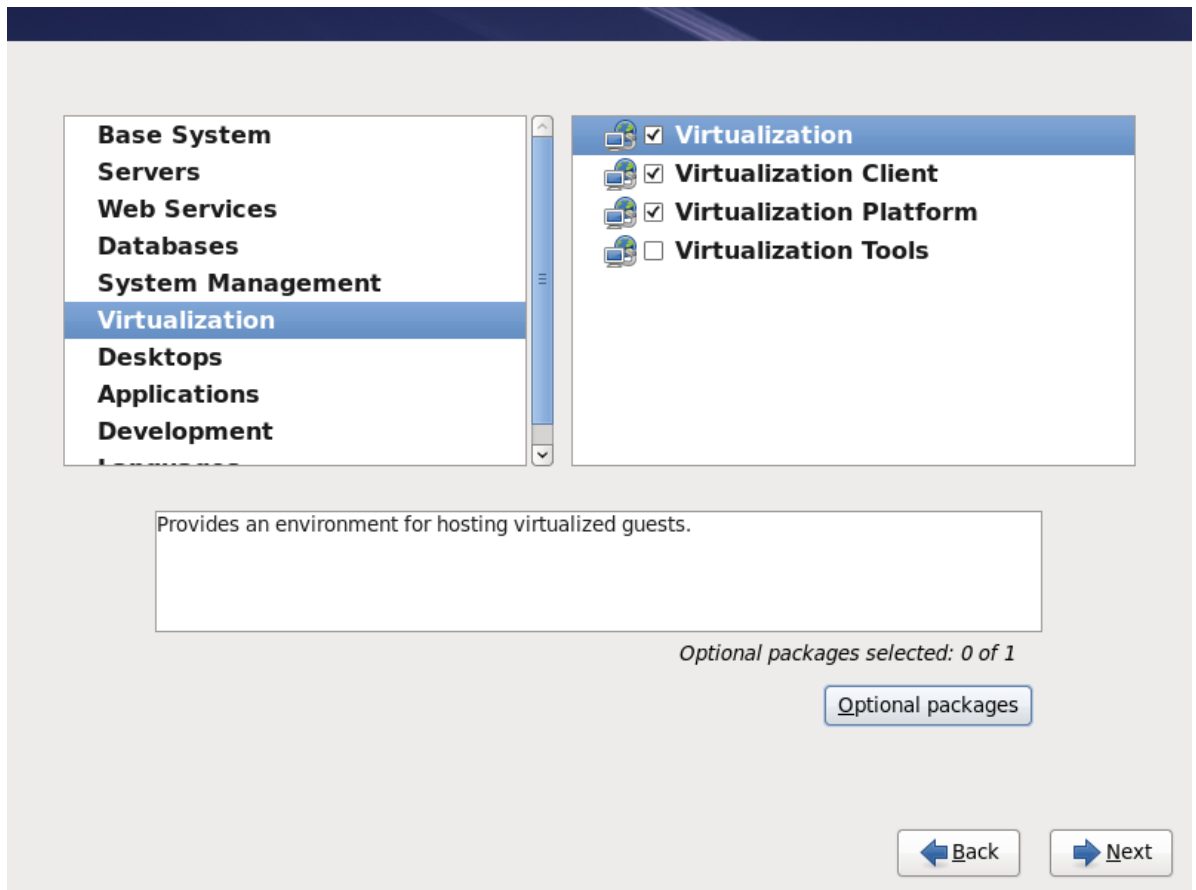 Base System
Servers
Web Services
Databases
System Management
Virtualization
Desktops
Applications
Development
Languages
Virtualization
Virtualization Client
Virtualization Platform
Virtualization Tools
Provides an environment for hosting virtualized guests.
Optional packages selected: 0 of 1
Optional packages
Back
Next